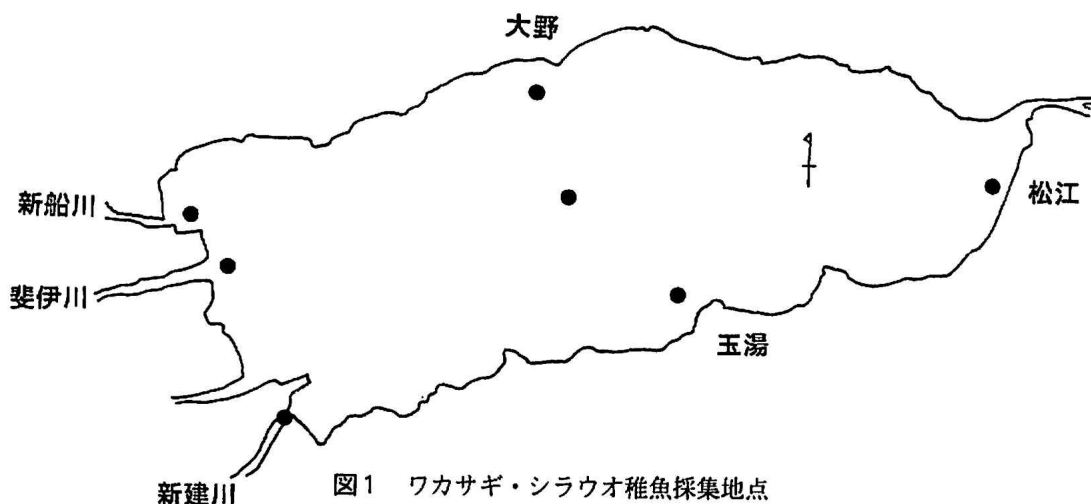 大野
新船川
松江
斐伊川
玉湯
新建川
図1 ワカサギ・シラウオ稚魚採集地点